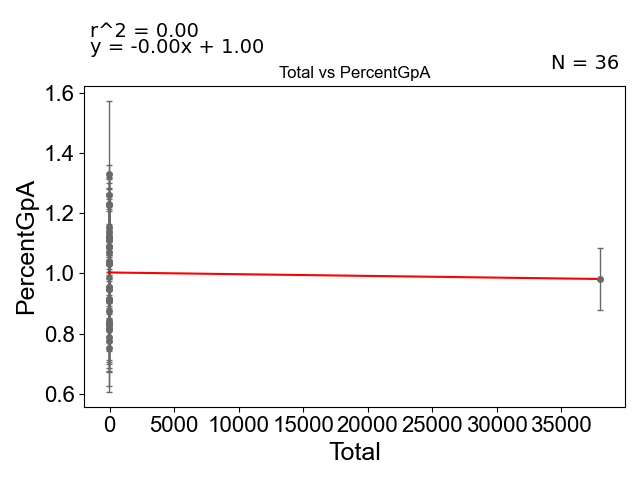 r^2 = 0.00
y = -0.00x + 1.00
N = 36
Total vs PercentGpA
1.6
1.4
1.2
1.0
0.8
0.6
PercentGpA
0 5000 10000 15000 20000 25000 30000 35000
Total